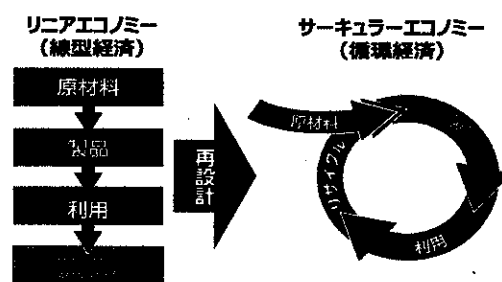 リニアエコノミー
(線型経済)
原材料
製品
利用
再設計
サーキュラーエコノミー
(循環経済)
原材料
利用
リサイクル